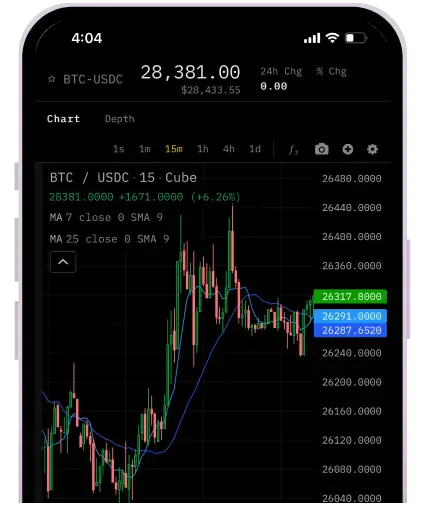 4:04
BTC-USDC
28,381.00
$28,433.55
24h Chg % Chg
0.00
Chart Depth
1s 1m 15m 1h 4h 1d fx
BTC / USDC · 15 · Cube
28381.0000 +1671.0000 (+6.26%)
MA 7 close 0 SMA 9
MA 25 close 0 SMA 9
26480.0000
26440.0000
26400.0000
26360.0000
26317.8000
26291.0000
26287.6520
26240.0000
26200.0000
26160.0000
26120.0000
26080.0000
26040.0000